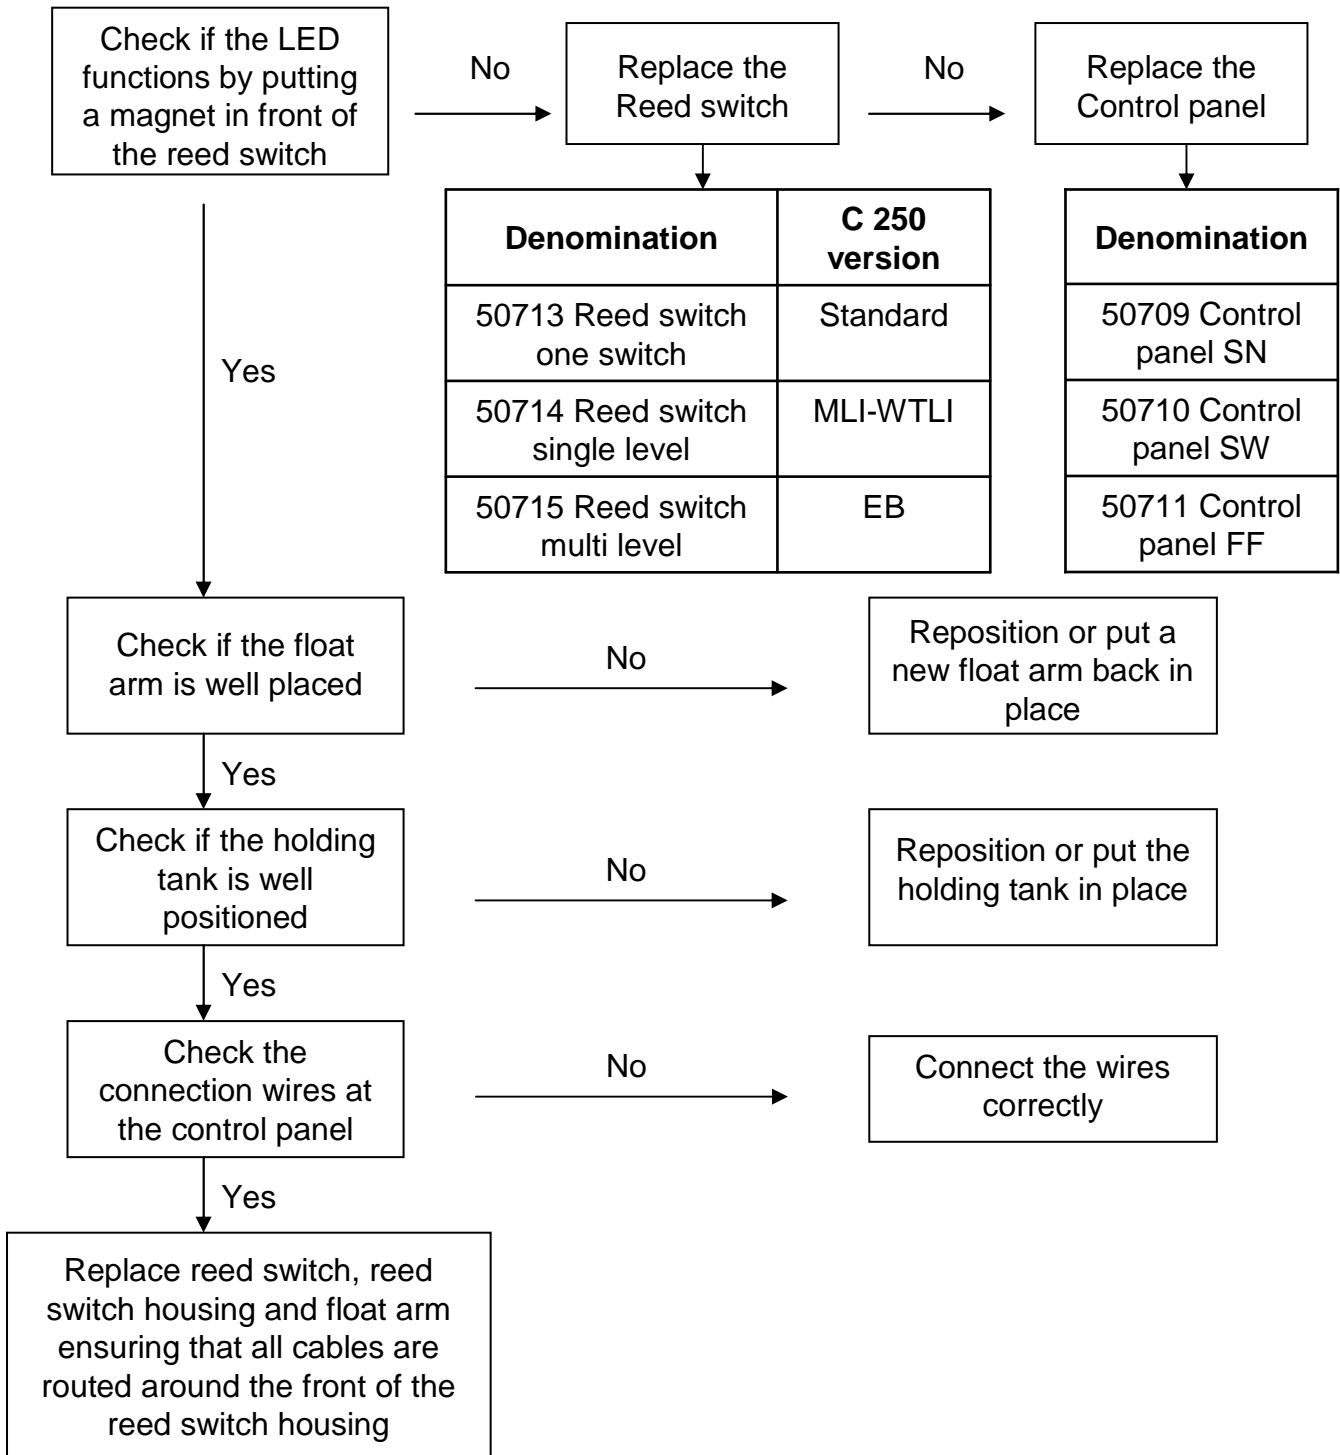 Check if the LED
functions by putting
a magnet in front of
the reed switch
No
Replace the
Reed switch
No
Replace the
Control panel
Denomination
C 250
version
50713 Reed switch
one switch
Standard
50714 Reed switch
single level
MLI-WTLI
50715 Reed switch
multi level
EB
Denomination
50709 Control
panel SN
50710 Control
panel SW
50711 Control
panel FF
Yes
Check if the float
arm is well placed
No
Reposition or put a
new float arm back in
place
Yes
Check if the holding
tank is well
positioned
No
Reposition or put the
holding tank in place
Yes
Check the
connection wires at
the control panel
No
Connect the wires
correctly
Yes
Replace reed switch, reed
switch housing and float arm
ensuring that all cables are
routed around the front of the
reed switch housing